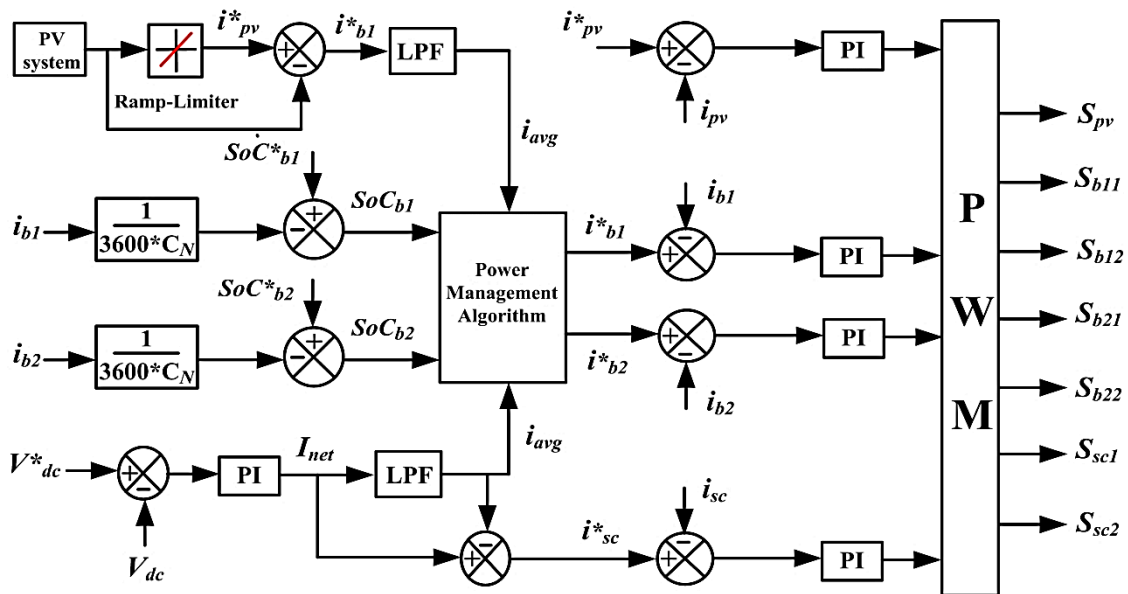 PV
system
i*pv
i*b1
LPF
Ramp-Limiter
iavg
i*pv
PI
ipv
SoC*b1
ib1
1
3600*CN
SoCb1
SoC*b2
ib2
1
3600*CN
SoCb2
Power
Management
Algorithm
i*b1
ib1
PI
i*b2
ib2
PI
iavg
V*dc
Vdc
PI
Inet
LPF
i*sc
isc
PI
P
W
M
Spv
Sb11
Sb12
Sb21
Sb22
Ssc1
Ssc2